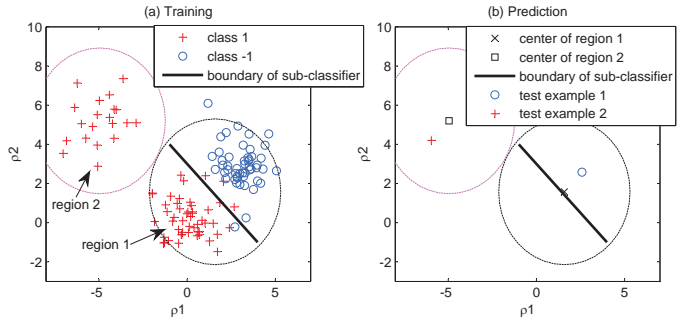 (a) Training
class 1
class -1
boundary of sub-classifier
10
8
6
4
2
0
-2
ρ2
region 2
region 1
-5
0
5
ρ1
(b) Prediction
center of region 1
center of region 2
boundary of sub-classifier
test example 1
test example 2
10
8
6
4
2
0
-2
ρ2
-5
0
5
ρ1